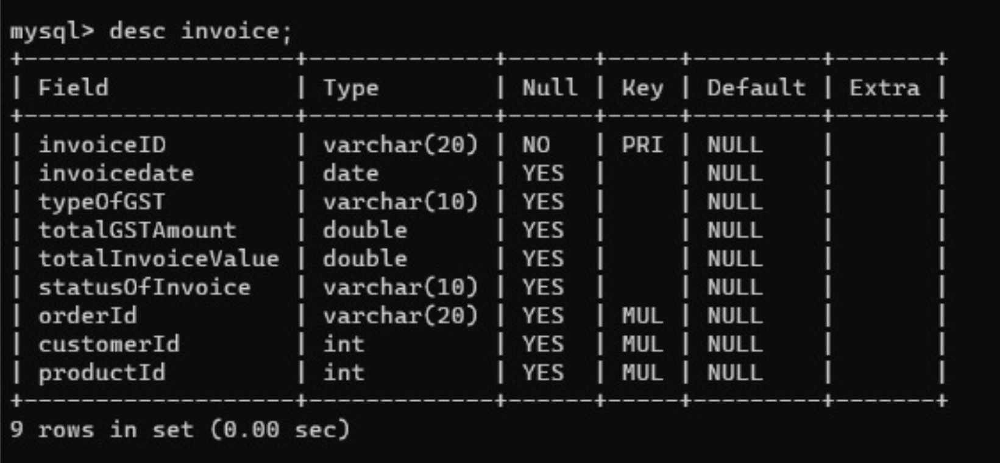 mysql> desc invoice;
+-------------------+-------------+------+-----+---------+-------+
| Field             | Type        | Null | Key | Default | Extra |
+-------------------+-------------+------+-----+---------+-------+
| invoiceID         | varchar(20) | NO   | PRI | NULL    |       |
| invoicedate       | date        | YES  |     | NULL    |       |
| typeOfGST         | varchar(10) | YES  |     | NULL    |       |
| totalGSTAmount    | double      | YES  |     | NULL    |       |
| totalInvoiceValue | double      | YES  |     | NULL    |       |
| statusOfInvoice   | varchar(10) | YES  |     | NULL    |       |
| orderId           | varchar(20) | YES  | MUL | NULL    |       |
| customerId        | int         | YES  | MUL | NULL    |       |
| productId         | int         | YES  | MUL | NULL    |       |
+-------------------+-------------+------+-----+---------+-------+
9 rows in set (0.00 sec)